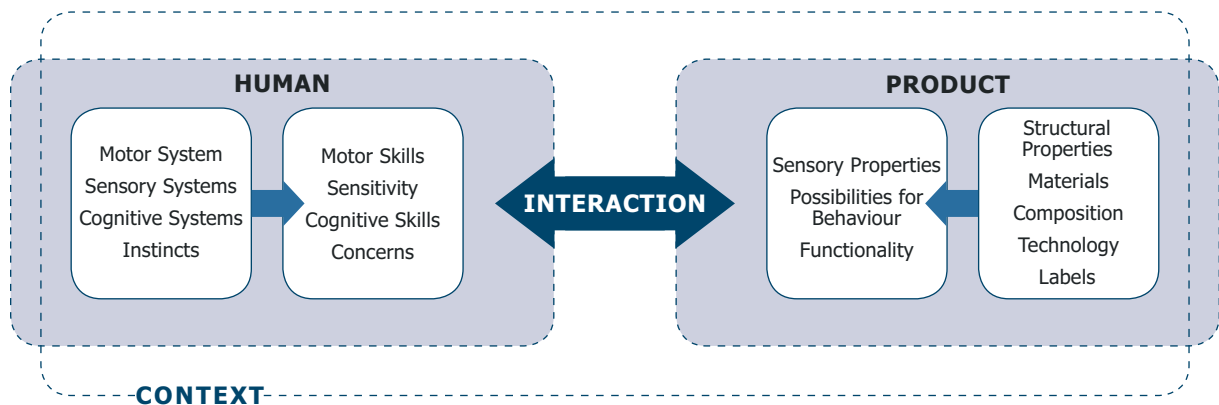 HUMAN
Motor System
Sensory Systems
Cognitive Systems
Instincts
Motor Skills
Sensitivity
Cognitive Skills
Concerns
INTERACTION
PRODUCT
Sensory Properties
Possibilities for
Behaviour
Functionality
Structural
Properties
Materials
Composition
Technology
Labels
CONTEXT